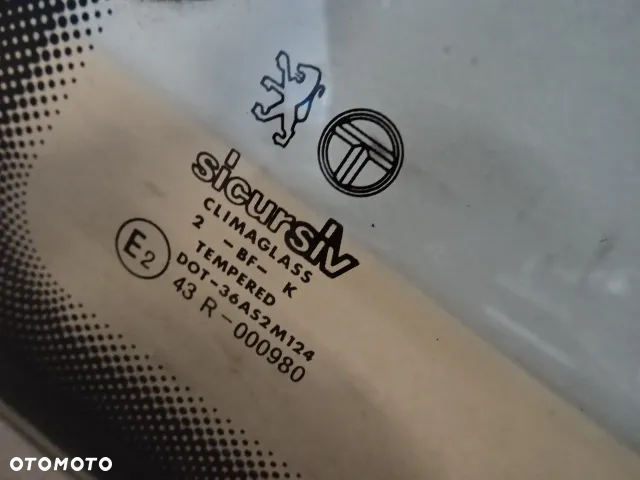 sicursiv
CLIMAGLASS
2 -BF- K
TEMPERED
DOT-36AS2M124
E2
43 R-000980
OTOMOTO